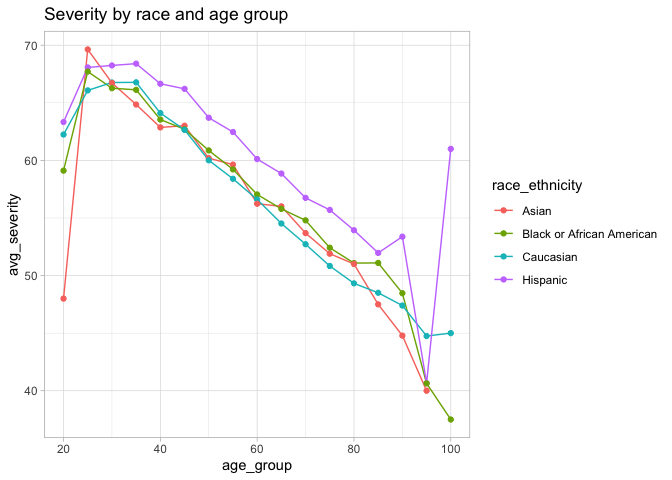 Severity by race and age group
70
60
50
40
avg_severity
20 40 60 80 100
age_group
race_ethnicity
Asian
Black or African American
Caucasian
Hispanic